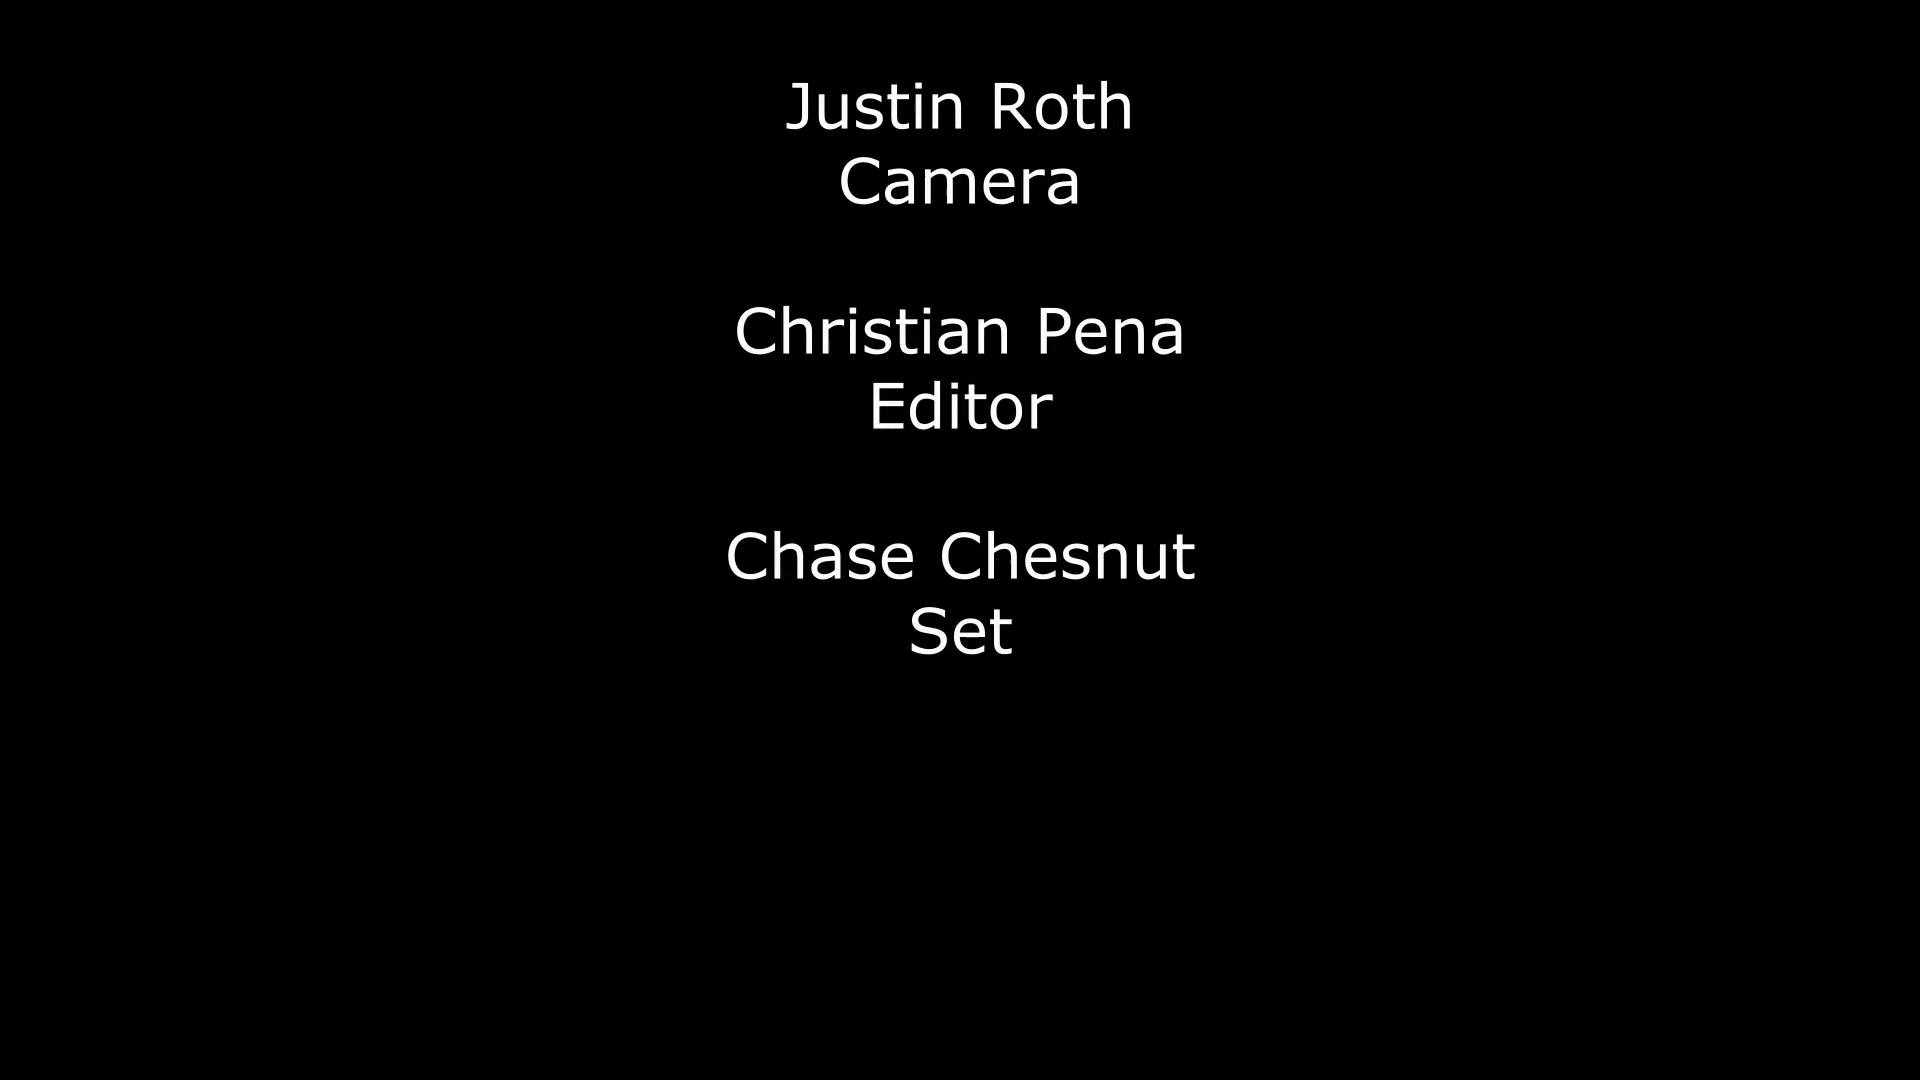 Justin Roth
Camera
Christian Pena
Editor
Chase Chesnut
Set